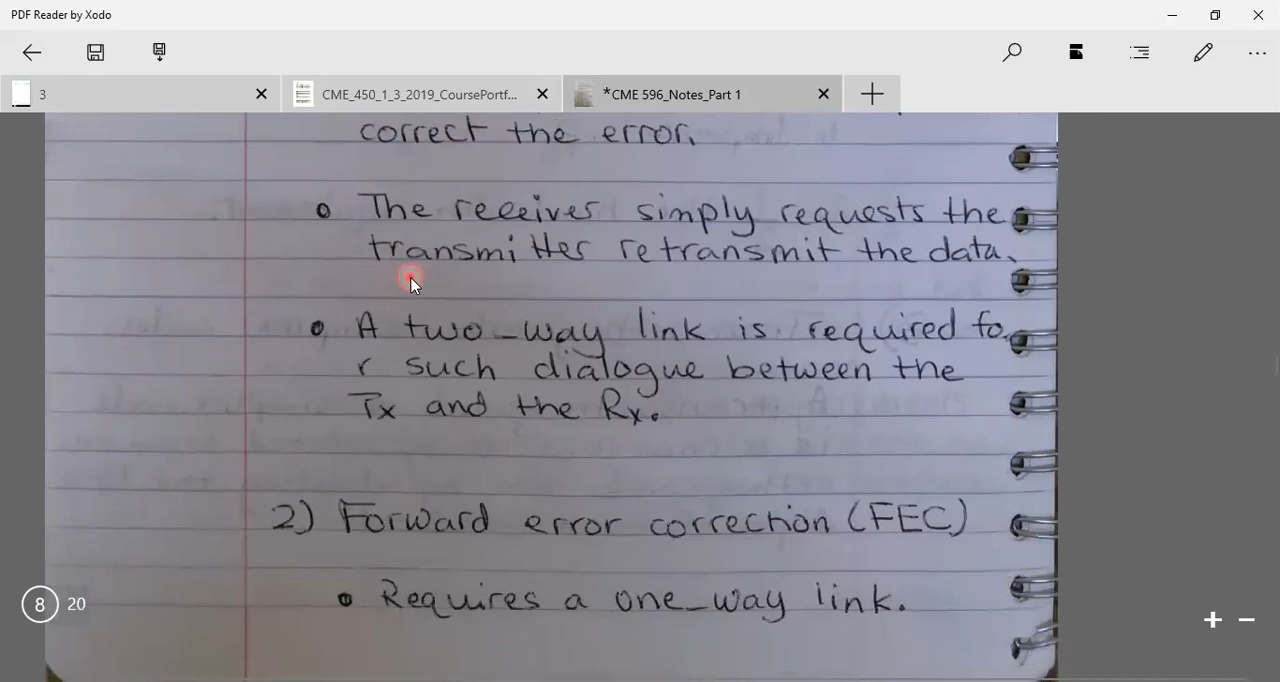 PDF Reader by Xodo
3
CME_450_1_3_2019_CoursePortf...
*CME 596_Notes_Part 1
correct the error.
o The receiver simply requests the
transmitter retransmit the data.
o A two-way link is required fo
r such dialogue between the
Tx and the Rx.
2) Forward error correction (FEC)
• Requires a one-way link.
8 20